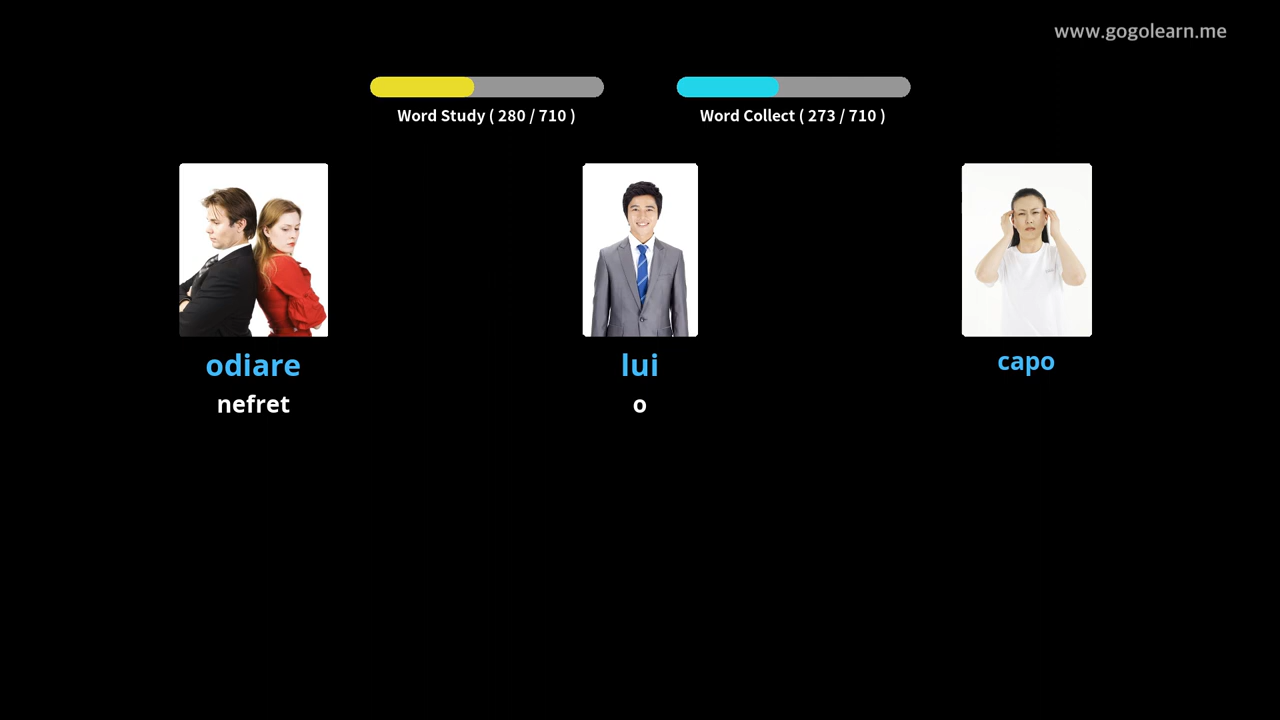 www.gogolearn.me
Word Study ( 280 / 710 )
Word Collect ( 273 / 710 )
odiare
lui
capo
nefret
o